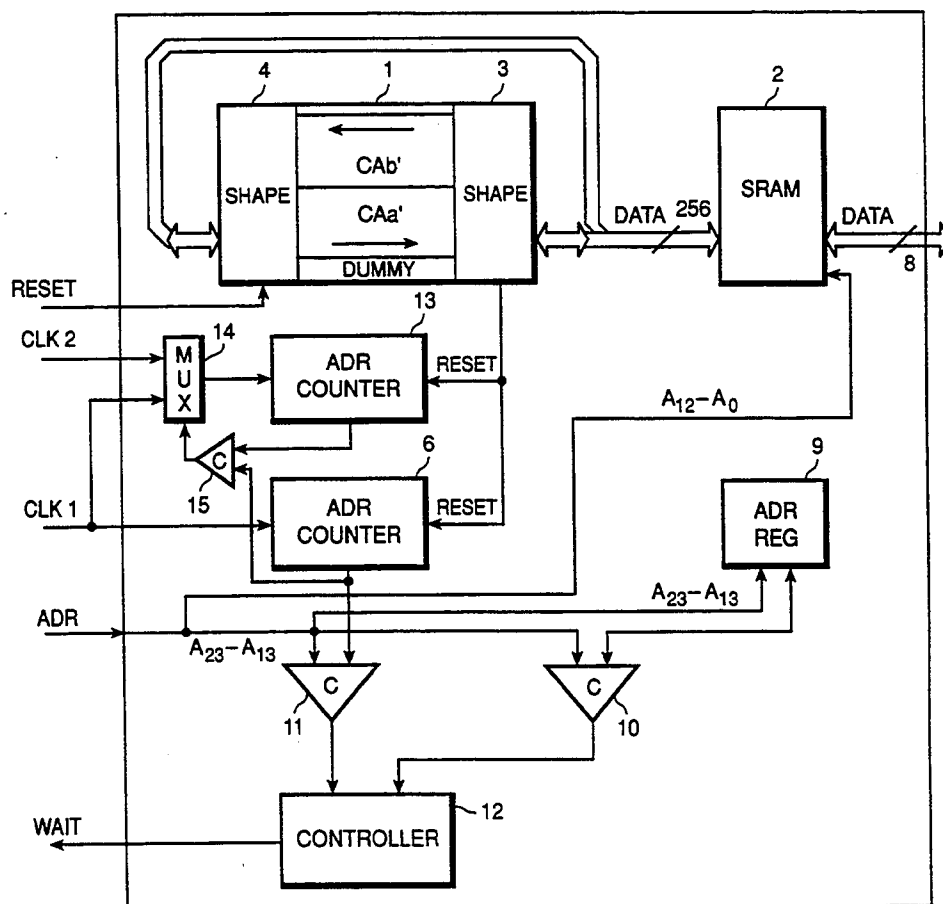 4 1 3 2
SHAPE
CAb'
CAa'
DUMMY
SHAPE
SRAM
DATA 256
DATA
8
RESET
CLK 2
14
MUX
13
ADR
COUNTER
RESET
A12–A0
C
15
6
9
CLK 1
ADR
COUNTER
RESET
ADR
REG
A23–A13
ADR
A23–A13
C
11
C
10
WAIT
CONTROLLER
12